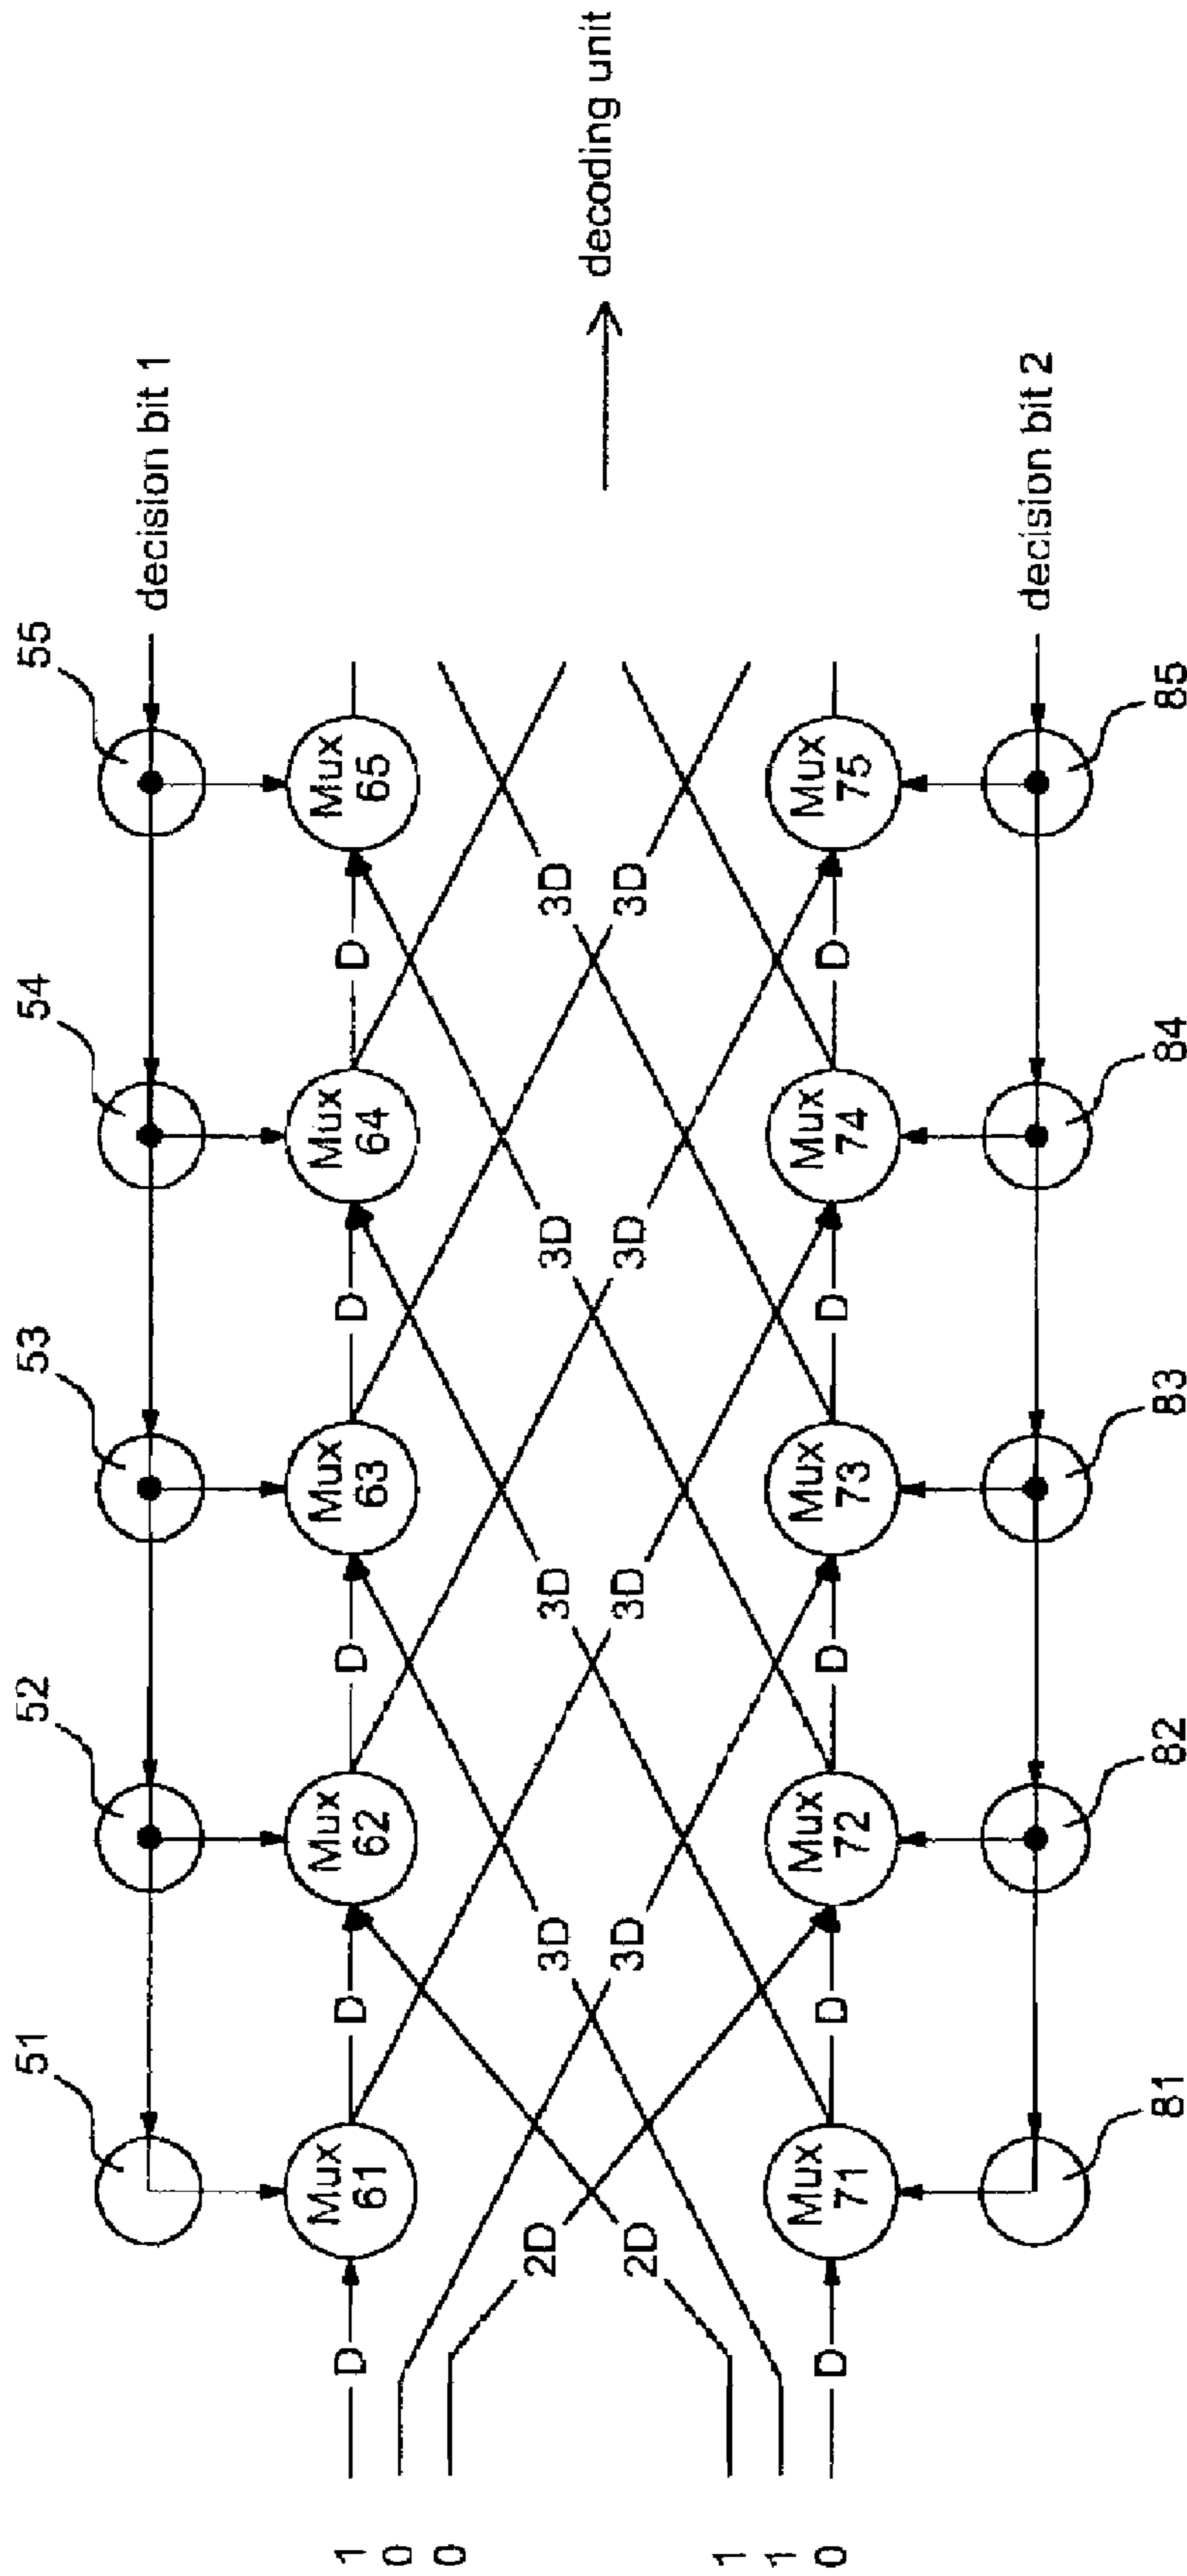 51 52 53 54 55
decision bit 1
Mux Mux Mux Mux Mux
1 D D D D D
61 62 63 64 65
0
0
2D 3D 3D 3D 3D
decoding unit
2D 3D 3D 3D 3D
1
1
Mux Mux Mux Mux Mux
0 D D D D D
71 72 73 74 75
decision bit 2
81 82 83 84 85